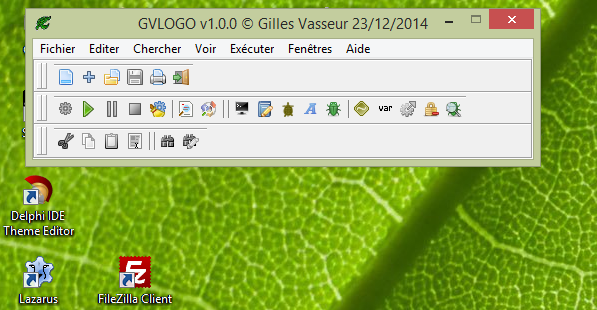 GVLOGO v1.0.0 © Gilles Vasseur 23/12/2014
Fichier Editer Chercher Voir Exécuter Fenêtres Aide
var
Delphi IDE
Theme Editor
Lazarus
FileZilla Client